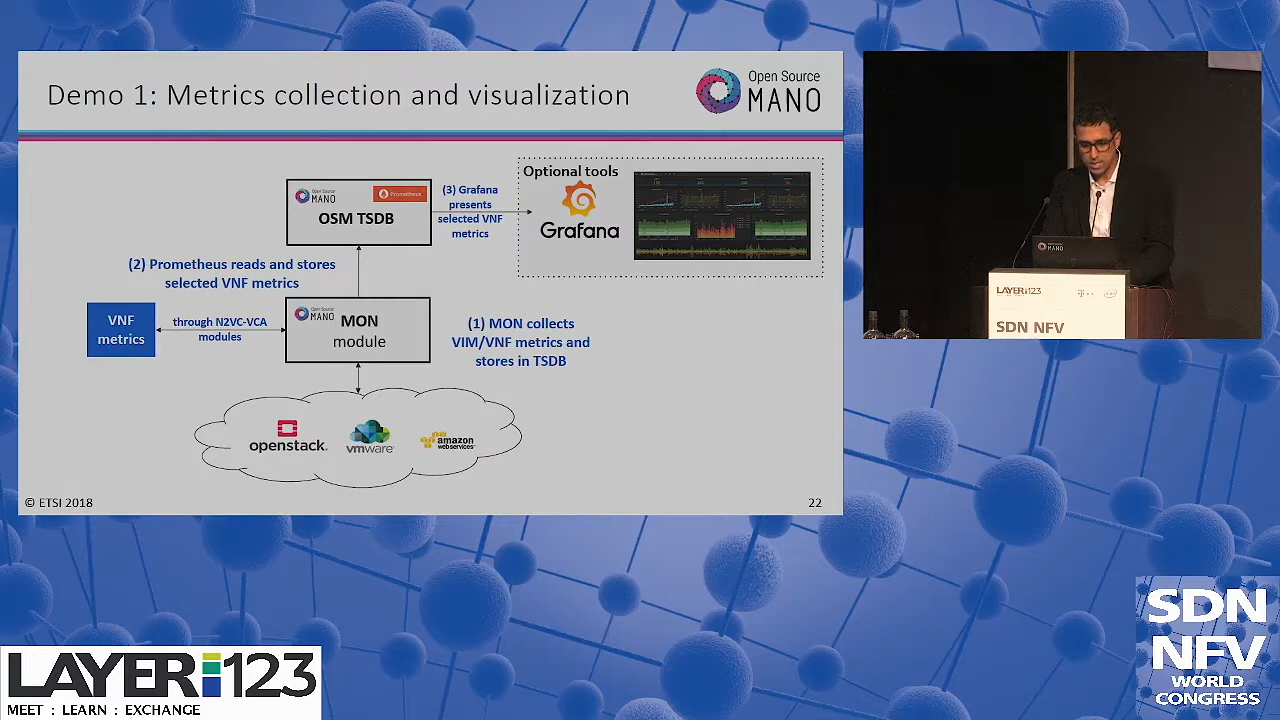 Demo 1: Metrics collection and visualization
Open Source
MANO
Open Source
MANO
Prometheus
OSM TSDB
(3) Grafana
presents
selected VNF
metrics
Optional tools
Grafana
(2) Prometheus reads and stores
selected VNF metrics
VNF
metrics
through N2VC-VCA
modules
Open Source
MANO
MON
module
(1) MON collects
VIM/VNF metrics and
stores in TSDB
openstack.
vmware
amazon
web services
© ETSI 2018
22
MANO
LAYER123
SDN NFV
LAYER123
MEET : LEARN : EXCHANGE
SDN
NFV
WORLD
CONGRESS